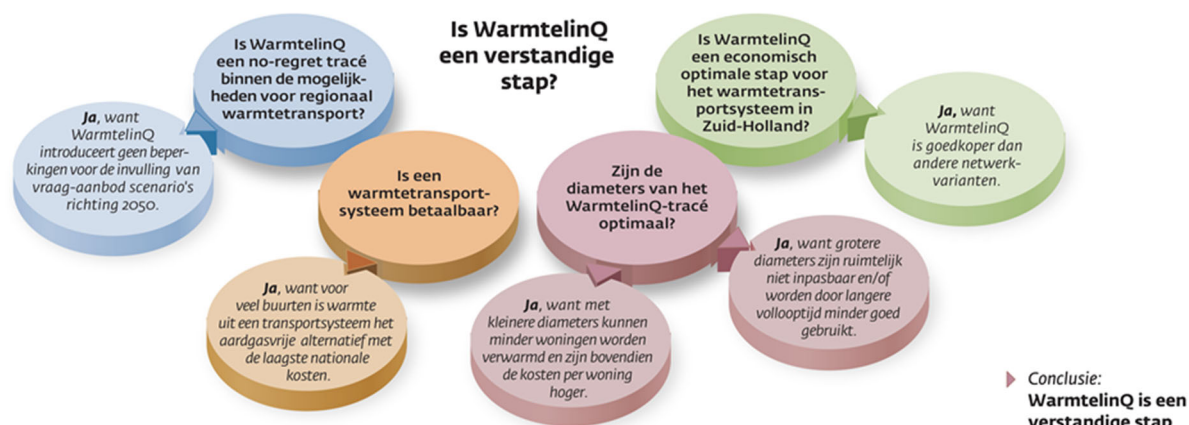 Is WarmtelinQ
een verstandige
stap?
Is WarmtelinQ
een no-regret tracé
binnen de mogelijk-
heden voor regionaal
warmtetransport?
Ja, want
WarmtelinQ
introduceert geen beper-
kingen voor de invulling van
vraag-aanbod scenario's
richting 2050.
Is een
warmtetransport-
systeem betaalbaar?
Ja, want voor
veel buurten is warmte
uit een transportsysteem het
aardgasvrije alternatief met
de laagste nationale
kosten.
Zijn de
diameters van het
WarmtelinQ-tracé
optimaal?
Ja, want met
kleinere diameters kunnen
minder woningen worden
verwarmd en zijn bovendien
de kosten per woning
hoger.
Ja, want grotere
diameters zijn ruimtelijk
niet inpasbaar en/of
worden door langere
vollooptijd minder goed
gebruikt.
Is WarmtelinQ
een economisch
optimale stap voor
het warmtetrans-
portsysteem in
Zuid-Holland?
Ja, want
WarmtelinQ
is goedkoper dan
andere netwerk-
varianten.
Conclusie:
WarmtelinQ is een
verstandige stap